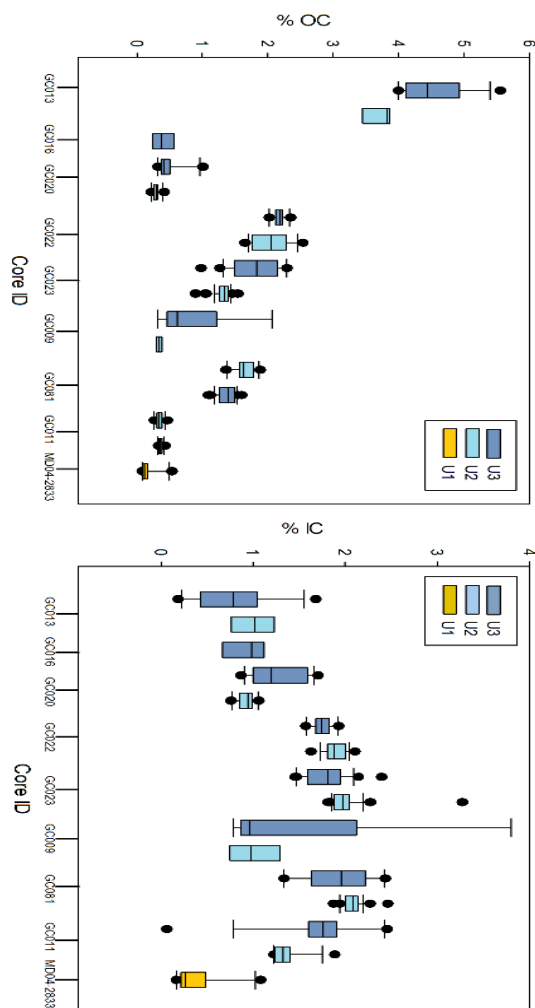 % OC
0 1 2 3 4 5 6
GC013
GC016
GC020
GC022
GC023
GC009
GC081
GC011
MD04-2833
Core ID
U3
U2
U1
% IC
0 1 2 3 4
GC013
GC016
GC020
GC022
GC023
GC009
GC081
GC011
MD04-2833
Core ID
U3
U2
U1